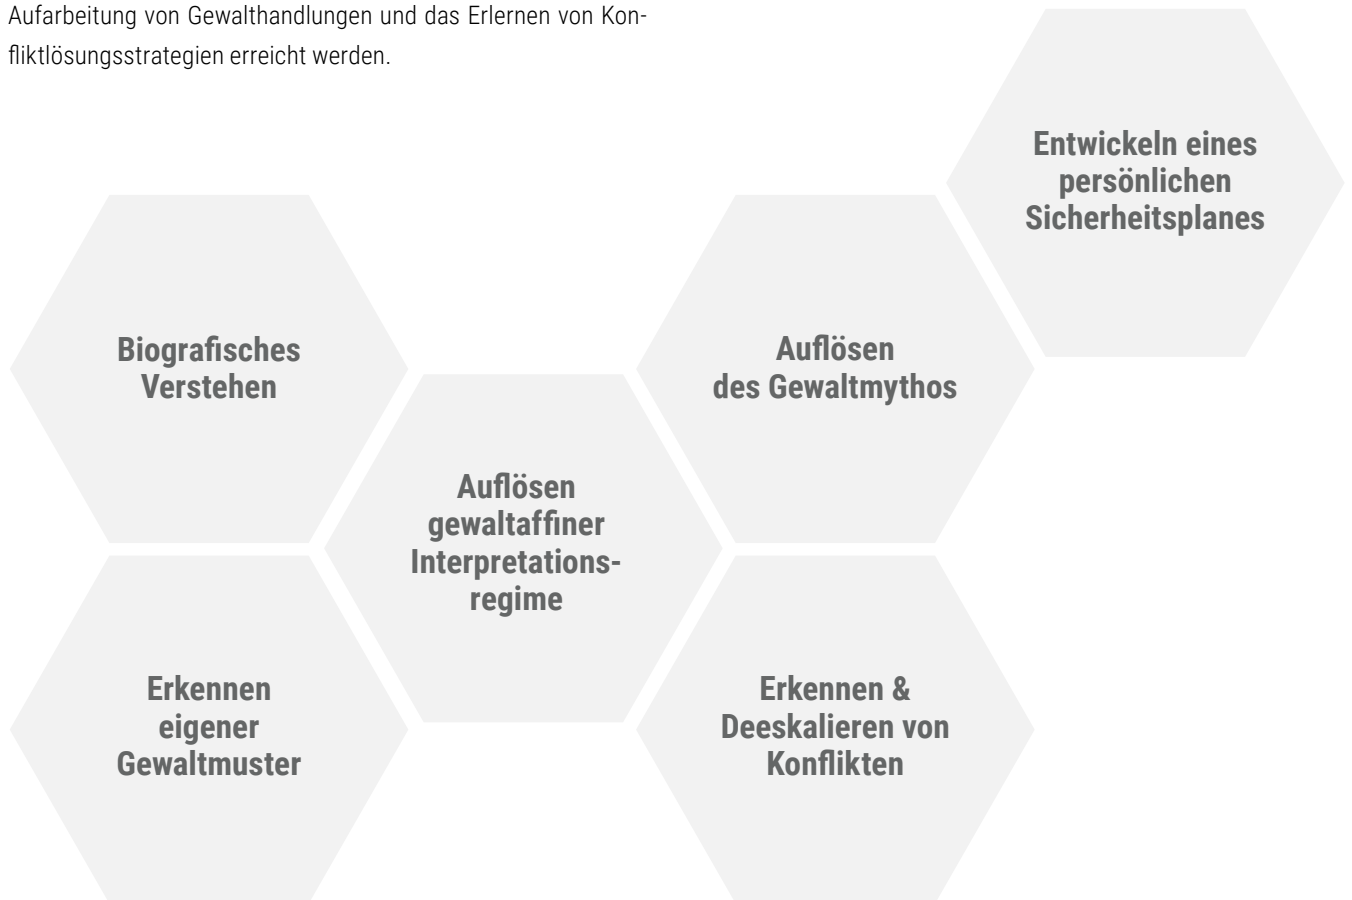 Aufarbeitung von Gewalthandlungen und das Erlernen von Kon-
fliktlösungsstrategien erreicht werden.
Entwickeln eines
persönlichen
Sicherheitsplanes
Biografisches
Verstehen
Auflösen
des Gewaltmythos
Auflösen
gewaltaffiner
Interpretations-
regime
Erkennen
eigener
Gewaltmuster
Erkennen &
Deeskalieren von
Konflikten